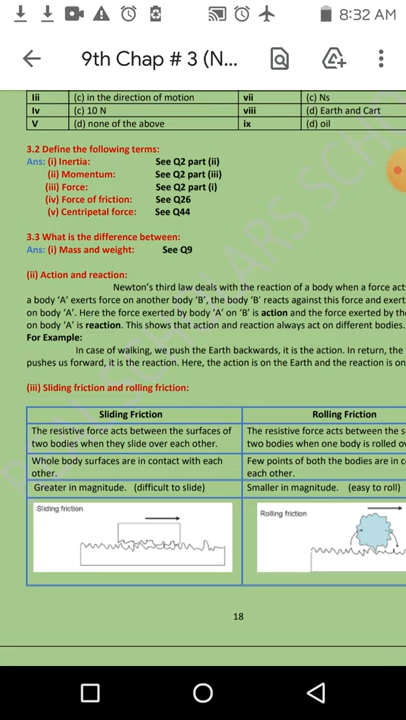 8:32 AM
9th Chap # 3 (N...
Iii (c) in the direction of motion vii (c) Ns
Iv (c) 10 N viii (d) Earth and Cart
V (d) none of the above ix (d) oil
3.2 Define the following terms:
Ans: (i) Inertia: See Q2 part (ii)
(ii) Momentum: See Q2 part (iii)
(iii) Force: See Q2 part (i)
(iv) Force of friction: See Q26
(v) Centripetal force: See Q44
3.3 What is the difference between:
Ans: (i) Mass and weight: See Q9
(ii) Action and reaction:
Newton's third law deals with the reaction of a body when a force act
a body 'A' exerts force on another body 'B', the body 'B' reacts against this force and exert
on body 'A'. Here the force exerted by body 'A' on 'B' is action and the force exerted by th
on body 'A' is reaction. This shows that action and reaction always act on different bodies.
For Example:
In case of walking, we push the Earth backwards, it is the action. In return, the
pushes us forward, it is the reaction. Here, the action is on the Earth and the reaction is on
(iii) Sliding friction and rolling friction:
Sliding Friction Rolling Friction
The resistive force acts between the surfaces of The resistive force acts between the s
two bodies when they slide over each other. two bodies when one body is rolled o
Whole body surfaces are in contact with each Few points of both the bodies are in c
other. each other.
Greater in magnitude. (difficult to slide) Smaller in magnitude. (easy to roll)
Sliding friction Rolling friction
18